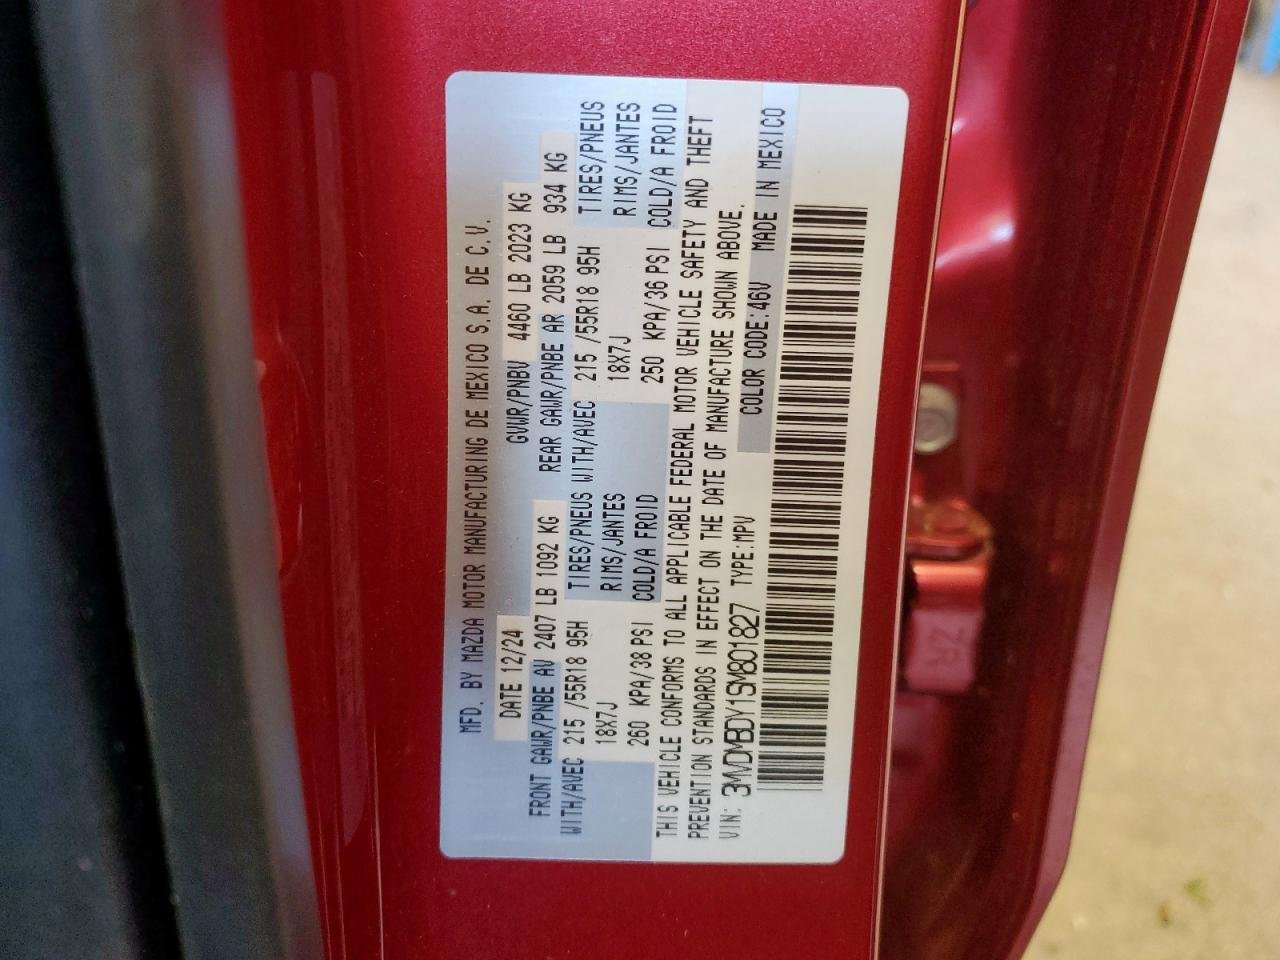 MFD. BY MAZDA MOTOR MANUFACTURING DE MEXICO S.A. DE C.V.
DATE 12/24 GVWR/PNBV 4460 LB 2023 KG
FRONT GAWR/PNBE AV 2407 LB 1092 KG REAR GAWR/PNBE AR 2059 LB 934 KG
WITH/AVEC 215 /55R18 95H TIRES/PNEUS WITH/AVEC 215 /55R18 95H TIRES/PNEUS
18X7J RIMS/JANTES 18X7J RIMS/JANTES
260 KPA/38 PSI COLD/A FROID 250 KPA/36 PSI COLD/A FROID
THIS VEHICLE CONFORMS TO ALL APPLICABLE FEDERAL MOTOR VEHICLE SAFETY AND THEFT
PREVENTION STANDARDS IN EFFECT ON THE DATE OF MANUFACTURE SHOWN ABOVE.
VIN: 3MVDMBDY1SM801827 TYPE:MPV COLOR CODE:46V MADE IN MEXICO
ZR